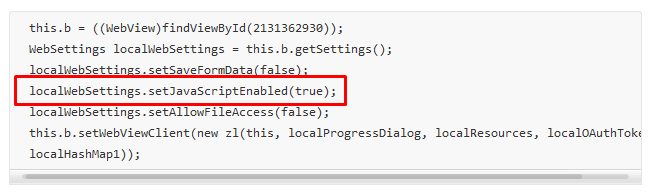 this.b = ((WebView)findViewById(2131362930));
WebSettings localWebSettings = this.b.getSettings();
localWebSettings.setSaveFormData(false);
localWebSettings.setJavaScriptEnabled(true);
localWebSettings.setAllowFileAccess(false);
this.b.setWebViewClient(new zl(this, localProgressDialog, localResources, localOAuthToke
localHashMap1));